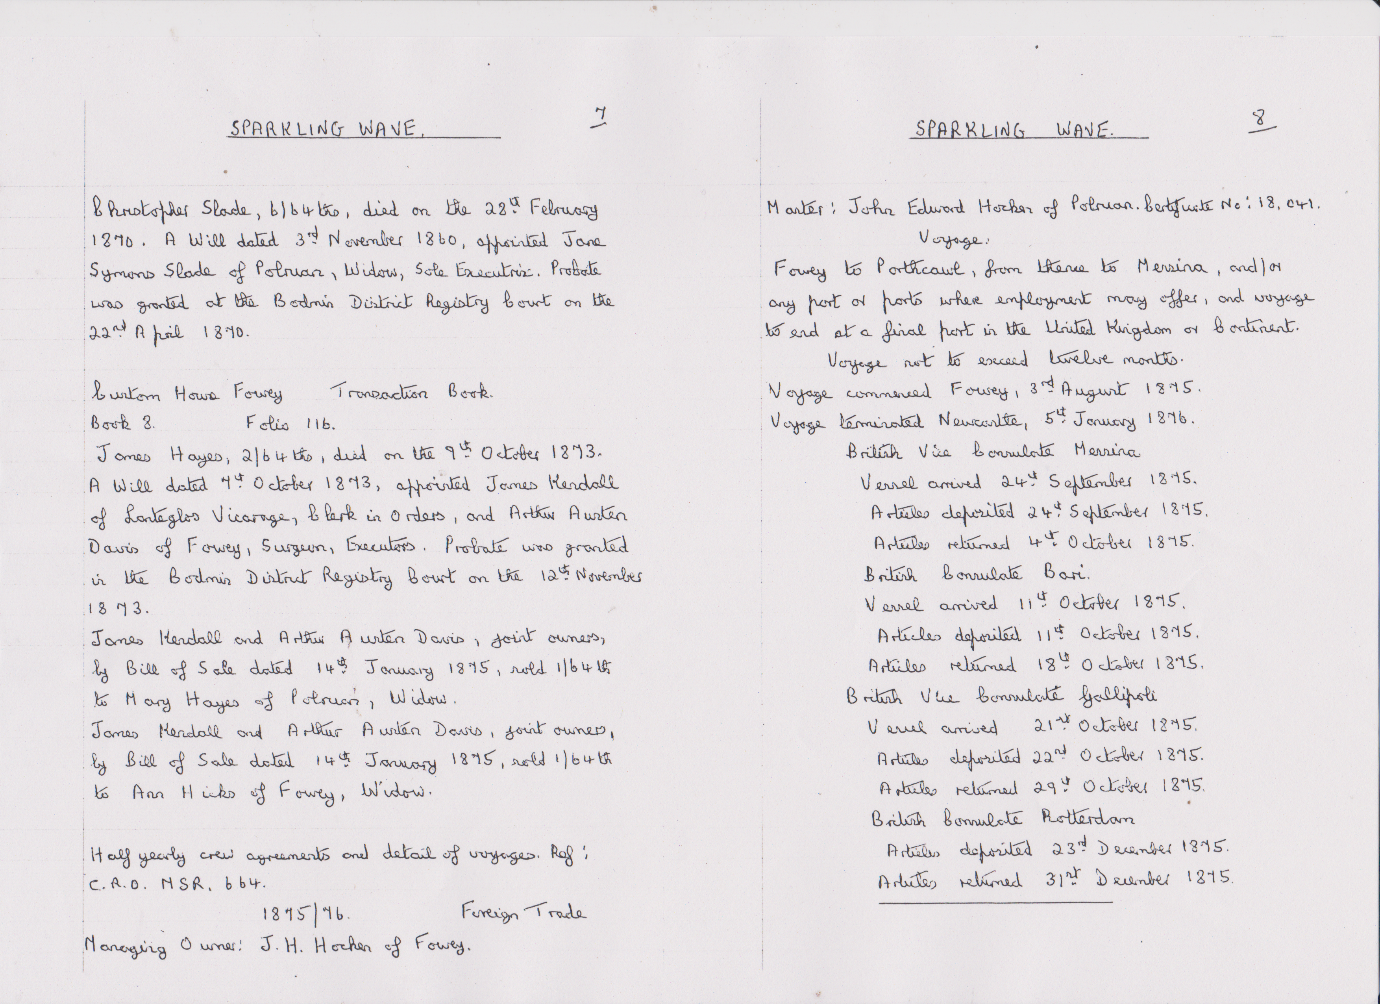 SPARKLING WAVE. 7
Christopher Slade, 6/64ths, died on the 28th February
1870. A Will dated 3rd November 1860, appointed Jane
Symons Slade of Polruan, Widow, Sole Executrix. Probate
was granted at the Bodmin District Registry Court on the
22nd April 1870.
Custom House Fowey Transaction Book.
Book 8. Folio 116.
James Hayes, 2/64ths, died on the 9th October 1873.
A Will dated 7th October 1873, appointed James Kendall
of Lanteglos Vicarage, Clerk in Orders, and Arthur Austen
Davis of Fowey, Surgeon, Executors. Probate was granted
in the Bodmin District Registry Court on the 12th November
1873.
James Kendall and Arthur Austen Davis, joint owners,
by Bill of Sale dated 14th January 1875, sold 1/64th
to Mary Hayes of Polruan, Widow.
James Kendall and Arthur Austen Davis, joint owners,
by Bill of Sale dated 14th January 1875, sold 1/64th
to Ann Hicks of Fowey, Widow.
Half yearly crew agreements and detail of voyages. Ref:
C.R.O. MSR. 664.
1875/76. Foreign Trade
Managing Owner: J. H. Hocken of Fowey.
SPARKLING WAVE. 8
Master: John Edward Hocken of Polruan. Certificate No: 18,041.
Voyage.
Fowey to Porthcawl, from thence to Messina, and/or
any port or ports where employment may offer, and voyage
to end at a final port in the United Kingdom or Continent.
Voyage not to exceed twelve months.
Voyage commenced Fowey, 3rd August 1875.
Voyage terminated Newcastle, 5th January 1876.
British Vice Consulate Messina
Vessel arrived 24th September 1875.
Articles deposited 24th September 1875.
Articles returned 4th October 1875.
British Consulate Bari.
Vessel arrived 11th October 1875.
Articles deposited 11th October 1875.
Articles returned 18th October 1875.
British Vice Consulate Gallipoli
Vessel arrived 21st October 1875.
Articles deposited 22nd October 1875.
Articles returned 29th October 1875.
British Consulate Rotterdam
Articles deposited 23rd December 1875.
Articles returned 31st December 1875.